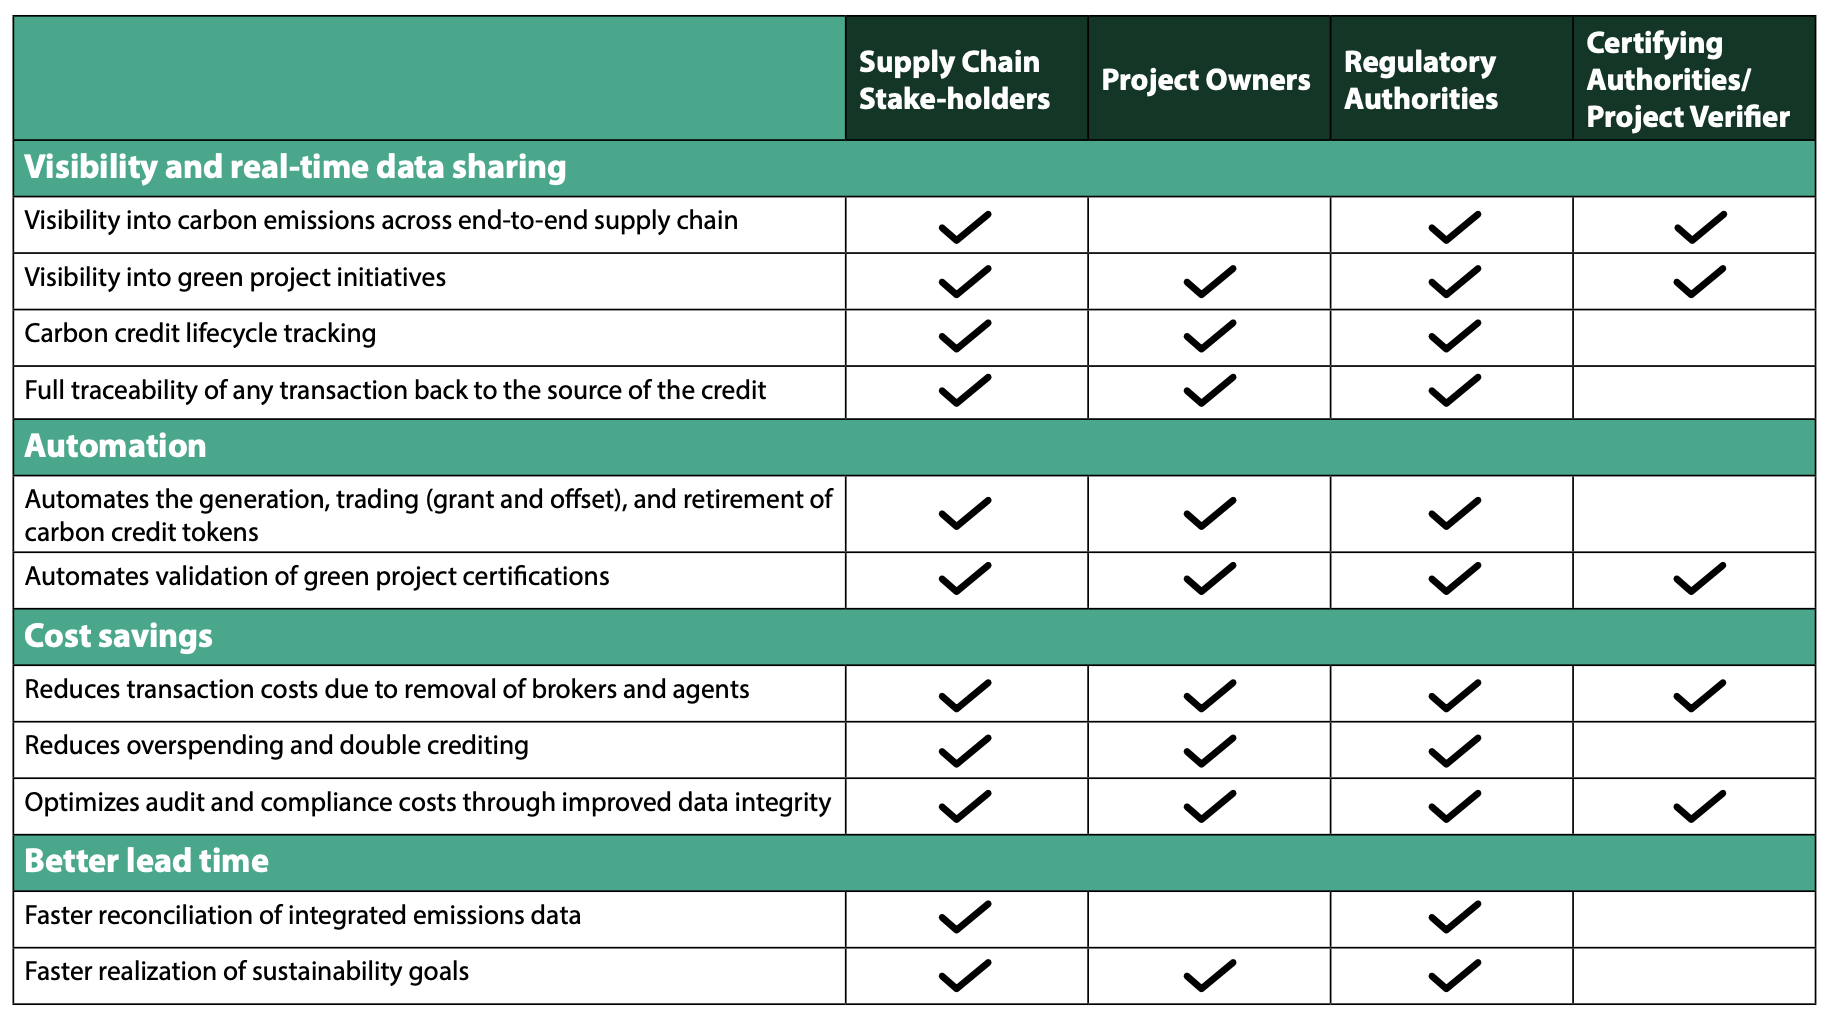 Supply Chain
Stake-holders
Project Owners
Regulatory
Authorities
Certifying
Authorities/
Project Verifier
Visibility and real-time data sharing
Visibility into carbon emissions across end-to-end supply chain
Visibility into green project initiatives
Carbon credit lifecycle tracking
Full traceability of any transaction back to the source of the credit
Automation
Automates the generation, trading (grant and offset), and retirement of
carbon credit tokens
Automates validation of green project certifications
Cost savings
Reduces transaction costs due to removal of brokers and agents
Reduces overspending and double crediting
Optimizes audit and compliance costs through improved data integrity
Better lead time
Faster reconciliation of integrated emissions data
Faster realization of sustainability goals